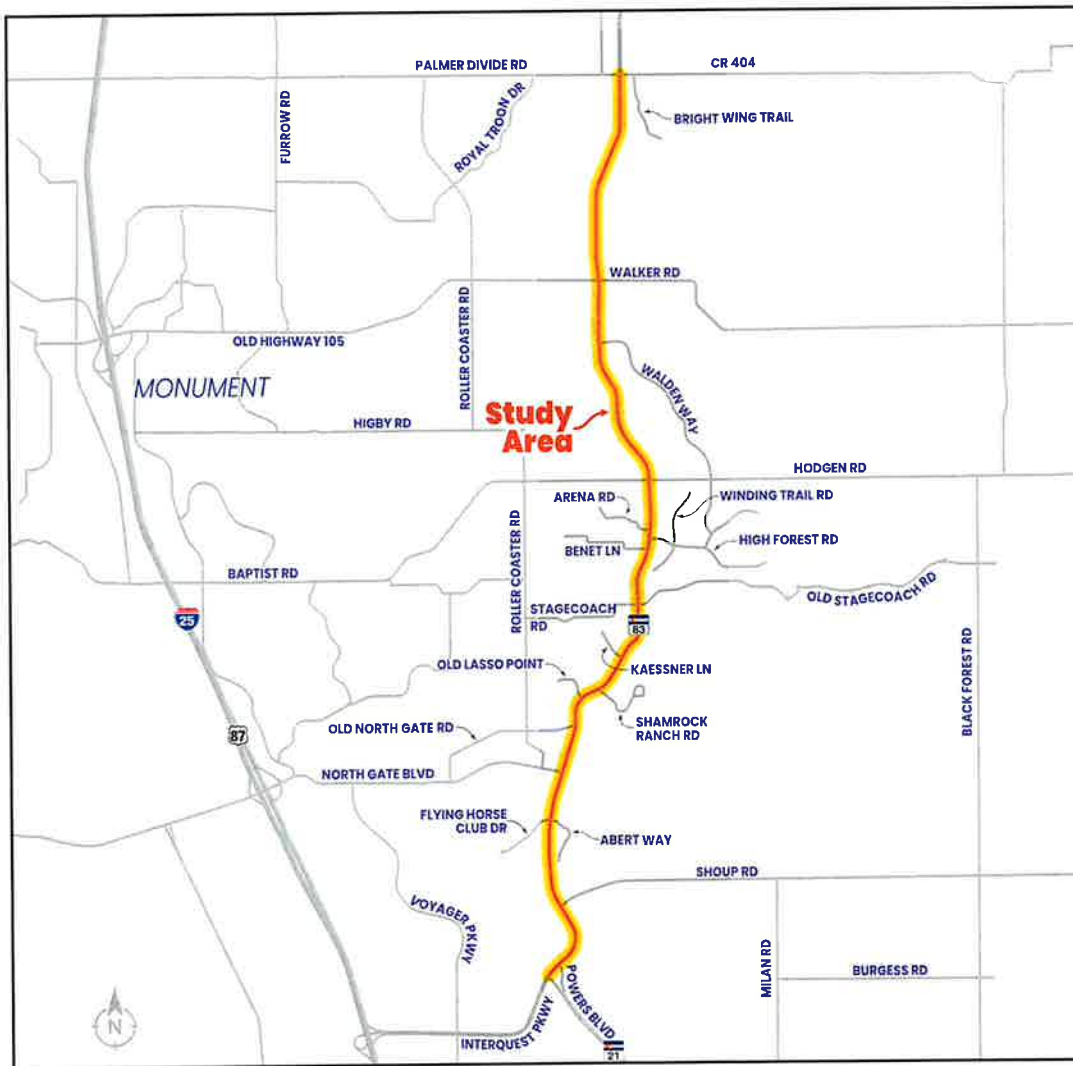 PALMER DIVIDE RD
CR 404
BRIGHT WING TRAIL
FURROW RD
ROYAL TROON DR
WALKER RD
ROLLER COASTER RD
OLD HIGHWAY 105
MONUMENT
WALDEN WAY
Study
Area
HIGBY RD
HODGEN RD
ARENA RD
WINDING TRAIL RD
BENET LN
HIGH FOREST RD
BAPTIST RD
ROLLER COASTER RD
OLD STAGECOACH RD
STAGECOACH
RD
25
83
BLACK FOREST RD
OLD LASSO POINT
KAESSNER LN
SHAMROCK
RANCH RD
OLD NORTH GATE RD
87
NORTH GATE BLVD
FLYING HORSE
CLUB DR
ABERT WAY
SHOUP RD
VOYAGER PKWY
MILAN RD
BURGESS RD
POWERS BLVD
INTERQUEST PKWY
21
N